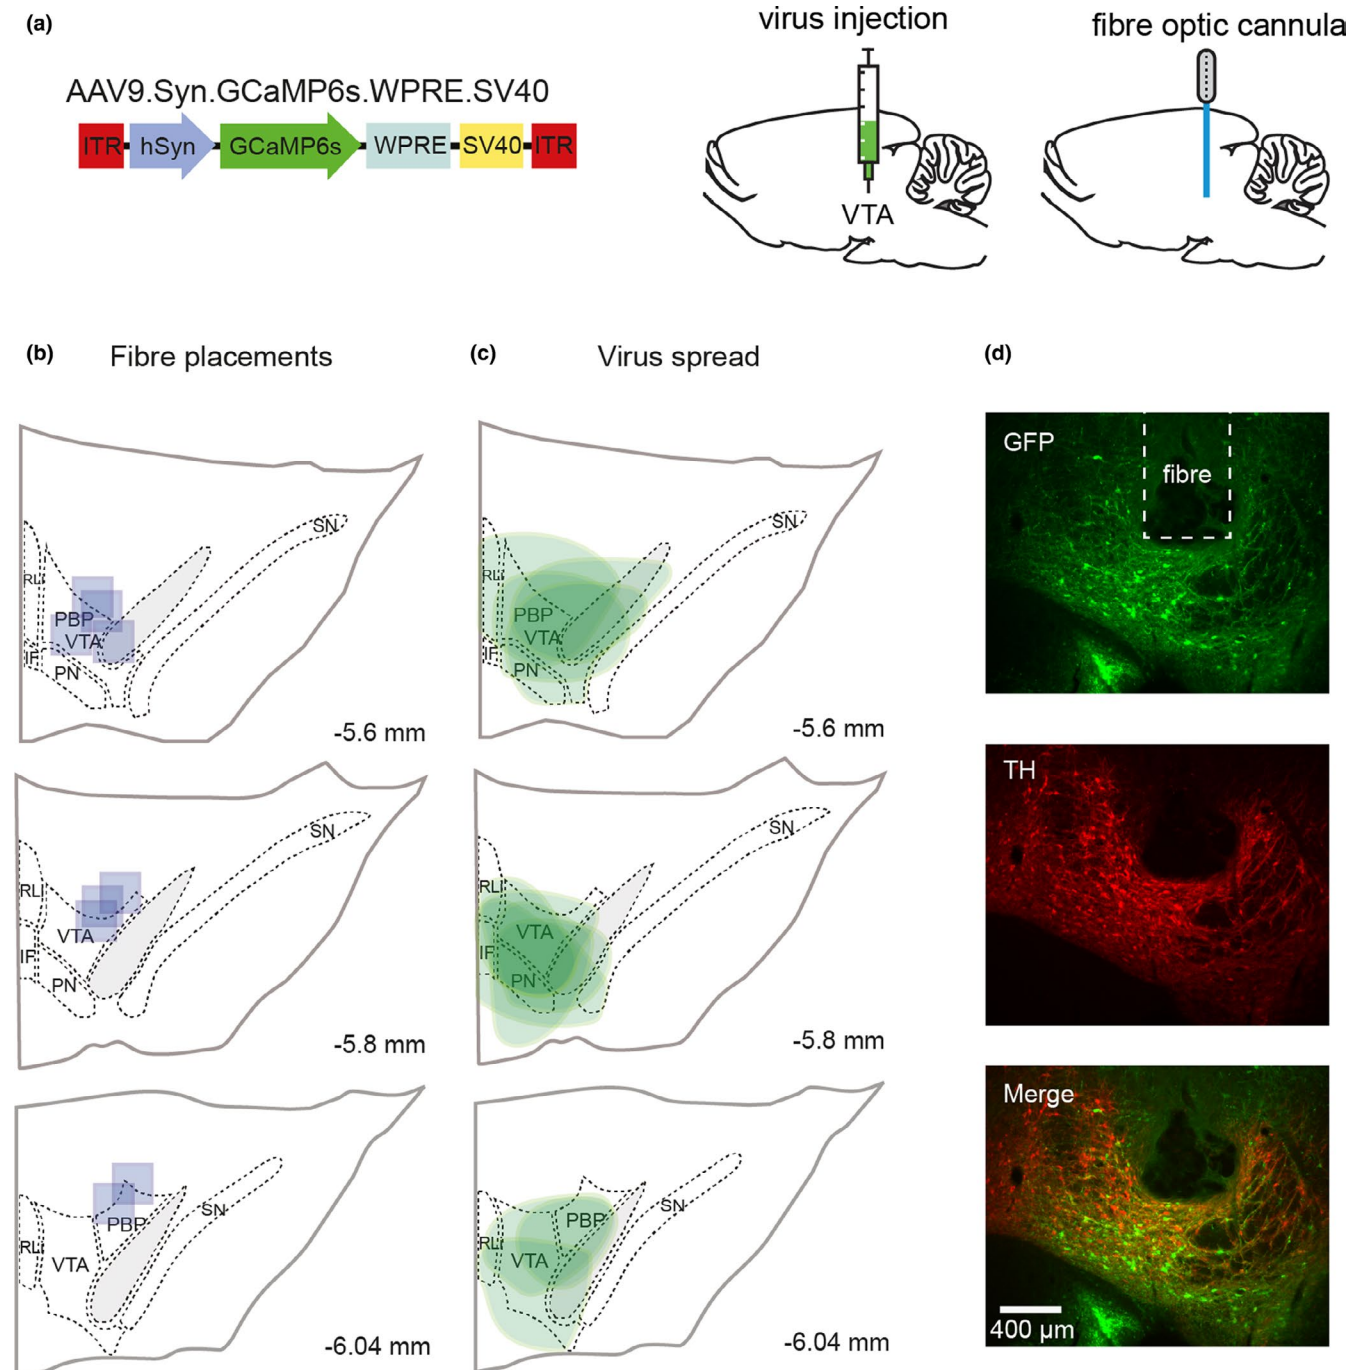 (a)
virus injection
fibre optic cannula
AAV9.Syn.GCaMP6s.WPRE.SV40
ITR hSyn GCaMP6s WPRE SV40 ITR
VTA
(b) Fibre placements
(c) Virus spread
(d)
SN
RLi
PBP
VTA
IF
PN
-5.6 mm
SN
RLi
PBP
VTA
IF
PN
-5.6 mm
GFP
fibre
SN
RLi
VTA
IF
PN
-5.8 mm
SN
RLi
VTA
IF
PN
-5.8 mm
TH
SN
PBP
RLi
VTA
-6.04 mm
SN
PBP
RLi
VTA
-6.04 mm
Merge
400 µm